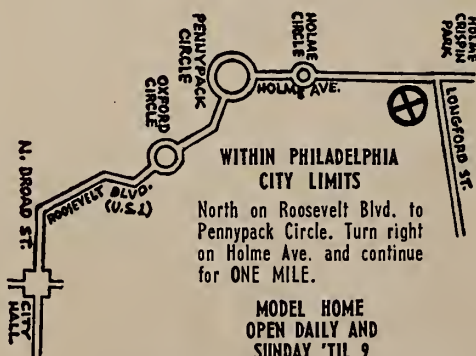 HOLME
CRISPIN
PARK
HOLME
CIRCLE
PENNYPACK
CIRCLE
HOLME AVE.
LONGFORD ST.
OXFORD
CIRCLE
ROOSEVELT BLVD.
(U.S.1)
N. BROAD ST.
CITY
HALL
WITHIN PHILADELPHIA
CITY LIMITS
North on Roosevelt Blvd. to
Pennypack Circle. Turn right
on Holme Ave. and continue
for ONE MILE.
MODEL HOME
OPEN DAILY AND
SUNDAY 'TIL 9